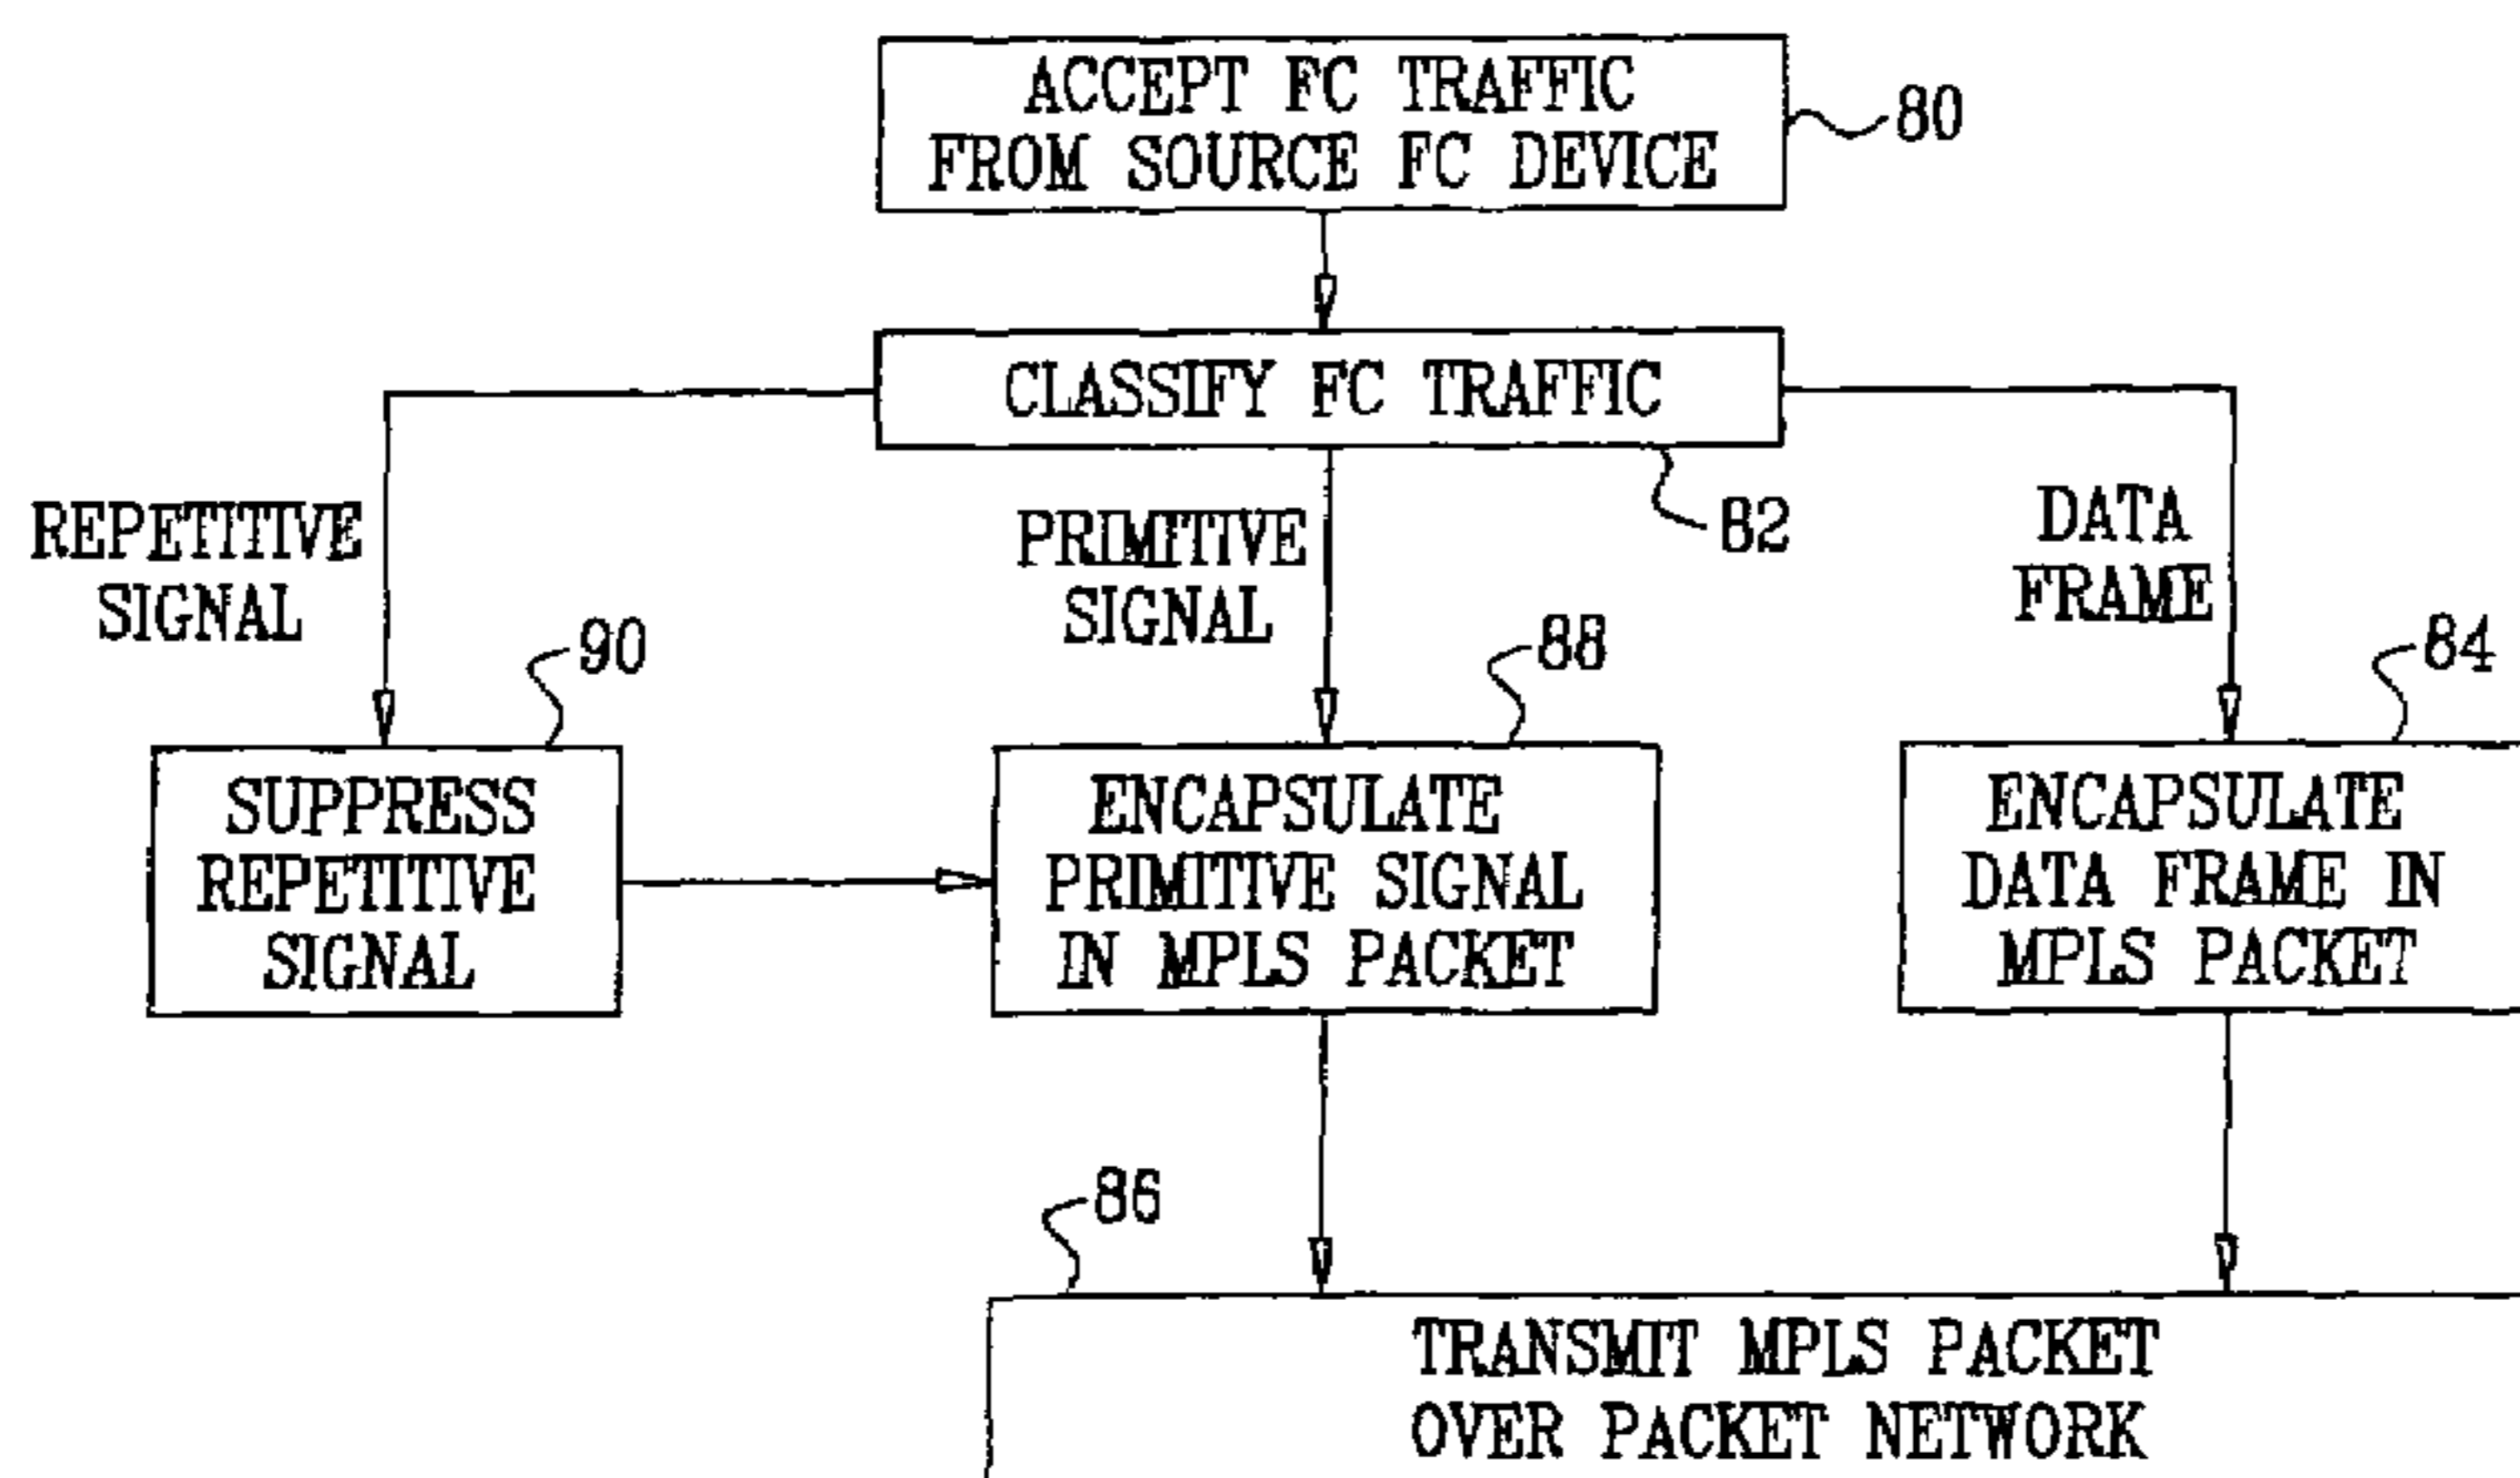 ACCEPT FC TRAFFIC
FROM SOURCE FC DEVICE
80
CLASSIFY FC TRAFFIC
82
REPETITIVE
SIGNAL
PRIMITIVE
SIGNAL
DATA
FRAME
90
88
84
SUPPRESS
REPETITIVE
SIGNAL
ENCAPSULATE
PRIMITIVE SIGNAL
IN MPLS PACKET
ENCAPSULATE
DATA FRAME IN
MPLS PACKET
86
TRANSMIT MPLS PACKET
OVER PACKET NETWORK